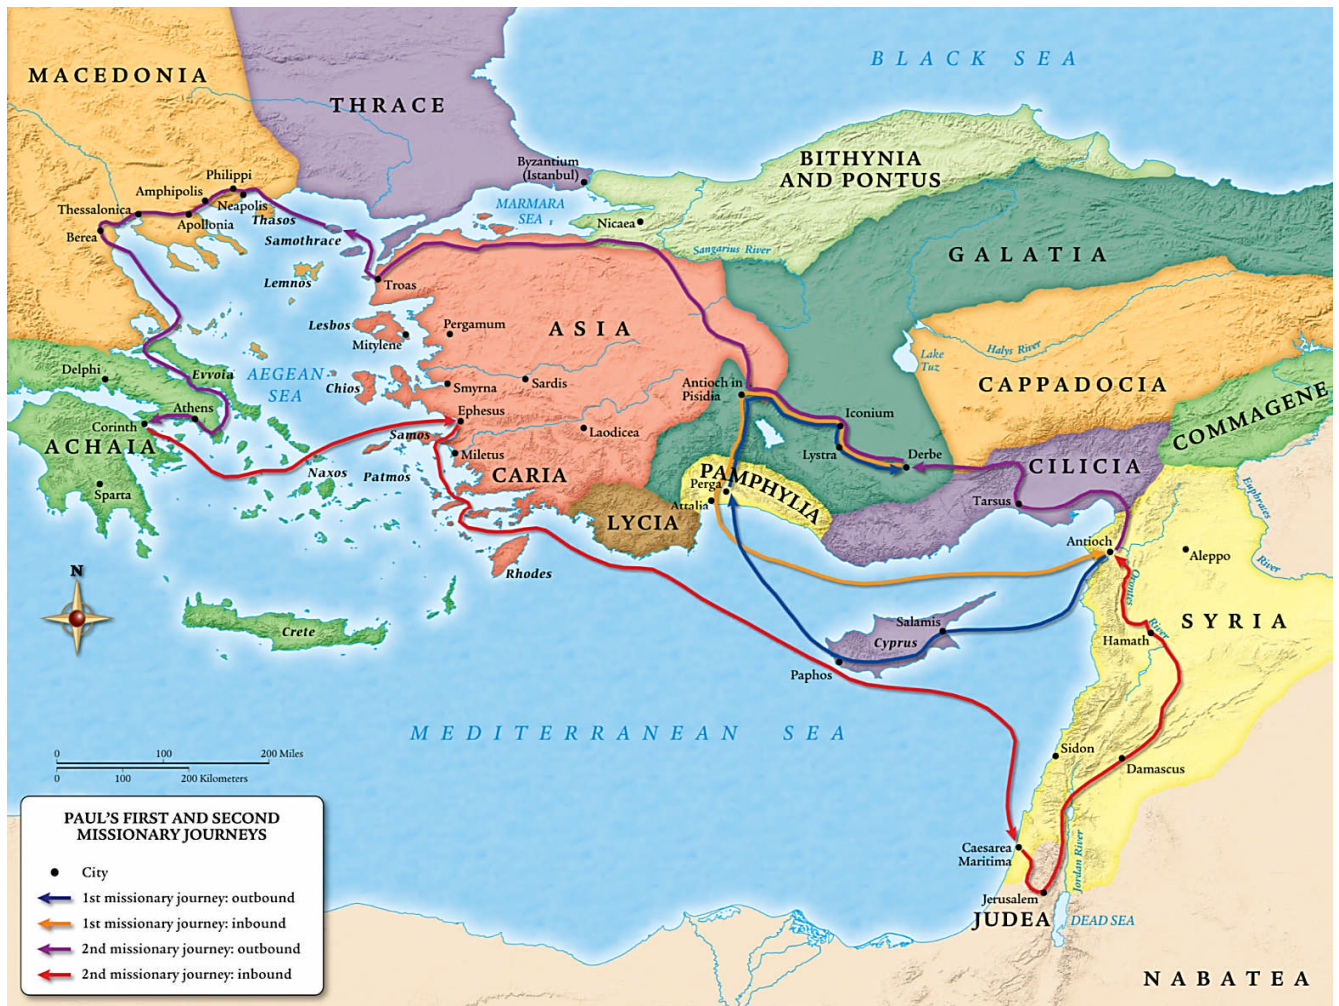 BLACK SEA
MACEDONIA
THRACE
BITHYNIA
AND PONTUS
Byzantium
(Istanbul)
Philippi
Amphipolis
Neapolis
MARMARA
SEA
Thessalonica
Apollonia
Thasos
Nicaea
Berea
Samothrace
Sangarius River
GALATIA
Lemnos
Troas
Lesbos
Pergamum
ASIA
Mitylene
Lake
Tuz
Halys River
Delphi
Evvoia
AEGEAN
SEA
Chios
Smyrna
Sardis
Antioch in
Pisidia
CAPPADOCIA
COMMAGENE
Athens
Ephesus
Iconium
Corinth
ACHAIA
Samos
Laodicea
Lystra
Derbe
CILICIA
Miletus
Naxos
Patmos
CARIA
PAMPHYLIA
Perga
Sparta
Attalia
Tarsus
Euphrates
River
LYCIA
Antioch
Aleppo
N
Rhodes
Orontes
River
SYRIA
Crete
Salamis
Cyprus
Hamath
Paphos
MEDITERRANEAN SEA
Sidon
Damascus
0 100 200 Miles
0 100 200 Kilometers
PAUL'S FIRST AND SECOND
MISSIONARY JOURNEYS
City
1st missionary journey: outbound
1st missionary journey: inbound
2nd missionary journey: outbound
2nd missionary journey: inbound
Caesarea
Maritima
Jordan River
Jerusalem
JUDEA
DEAD SEA
NABATEA